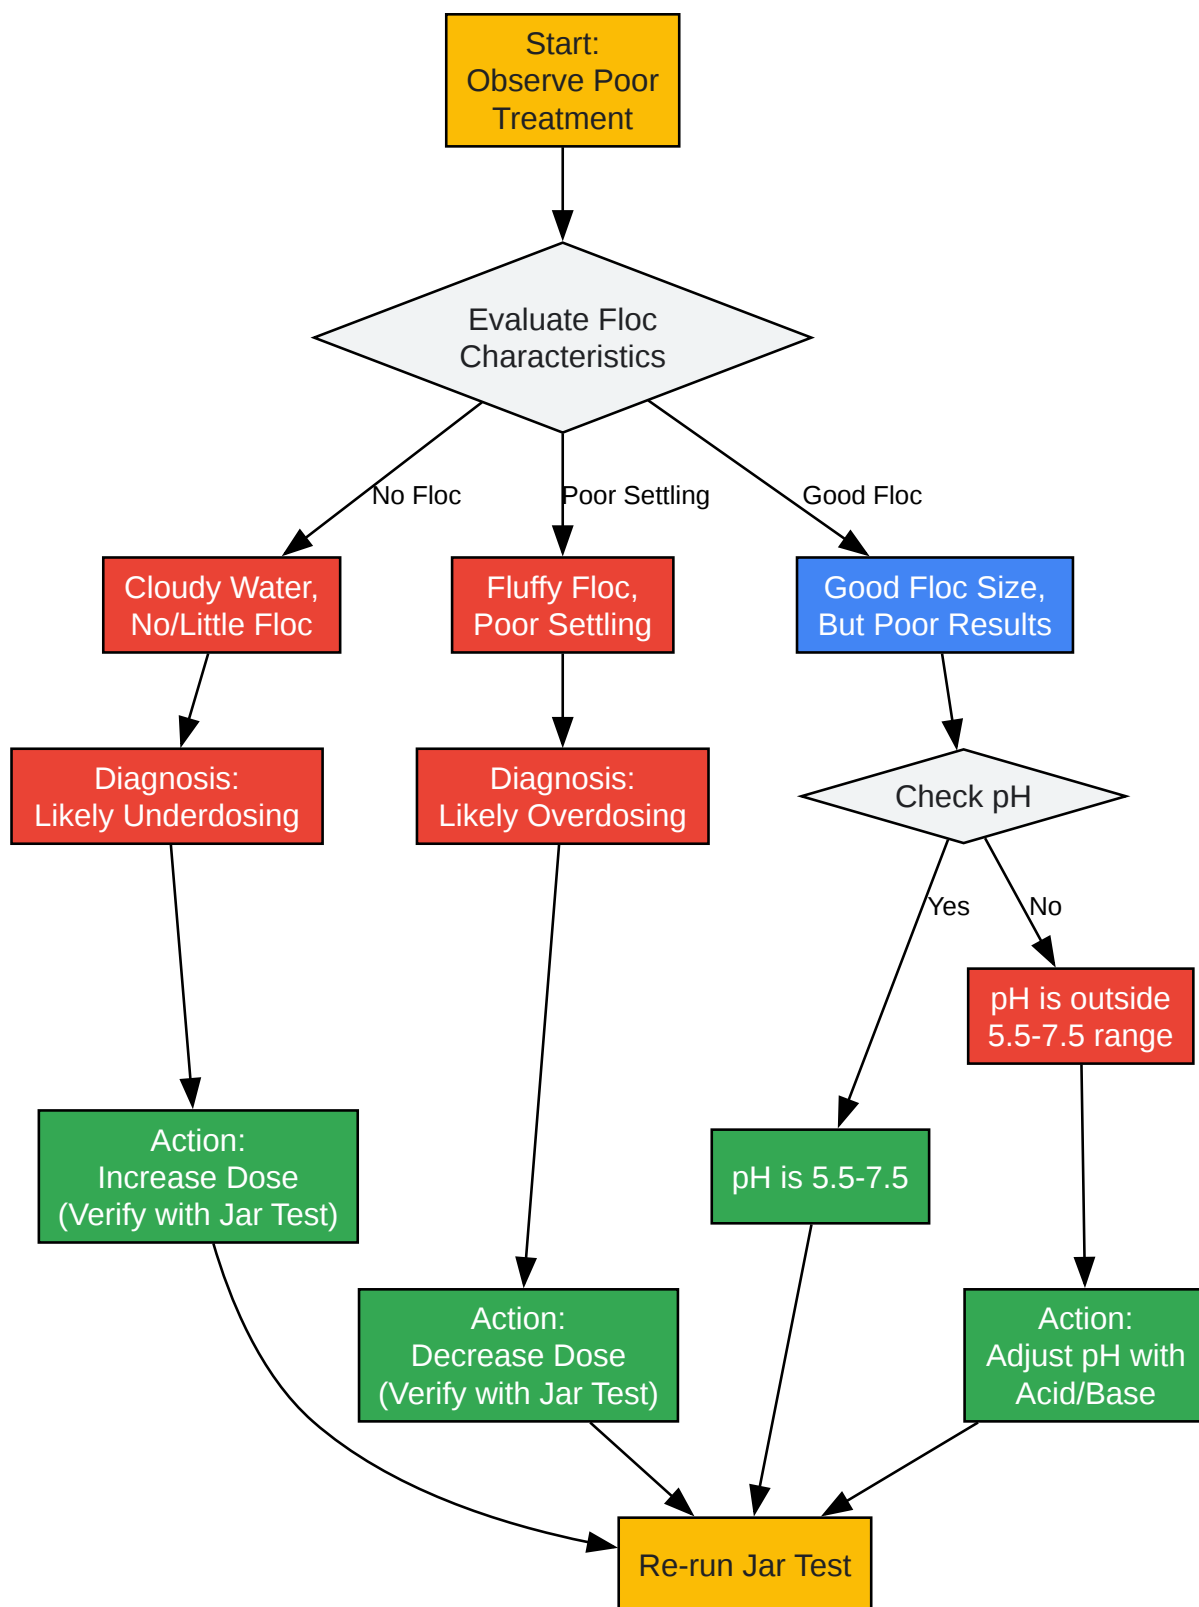 Start:
Observe Poor
Treatment
Evaluate Floc
Characteristics
No Floc
Poor Settling
Good Floc
Cloudy Water,
No/Little Floc
Fluffy Floc,
Poor Settling
Good Floc Size,
But Poor Results
Diagnosis:
Likely Underdosing
Diagnosis:
Likely Overdosing
Check pH
Yes
No
pH is outside
5.5-7.5 range
Action:
Increase Dose
(Verify with Jar Test)
pH is 5.5-7.5
Action:
Decrease Dose
(Verify with Jar Test)
Action:
Adjust pH with
Acid/Base
Re-run Jar Test